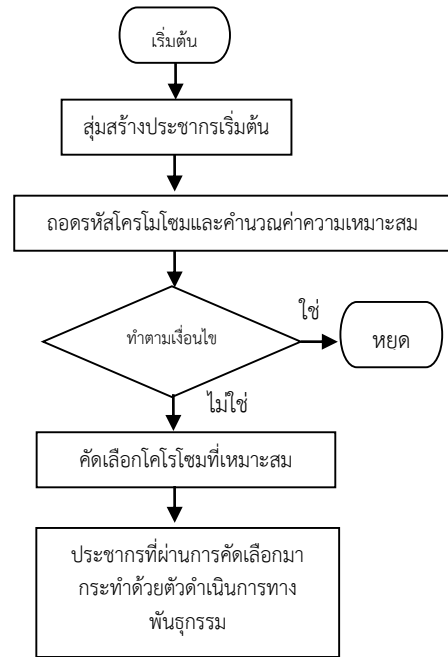 เริ่มต้น
สุ่มสร้างประชากรเริ่มต้น
ถอดรหัสโครโมโซมและคำนวณค่าความเหมาะสม
ทำตามเงื่อนไข
ใช่
หยุด
ไม่ใช่
คัดเลือกโคโรโซมที่เหมาะสม
ประชากรที่ผ่านการคัดเลือกมา
กระทำด้วยตัวดำเนินการทาง
พันธุกรรม